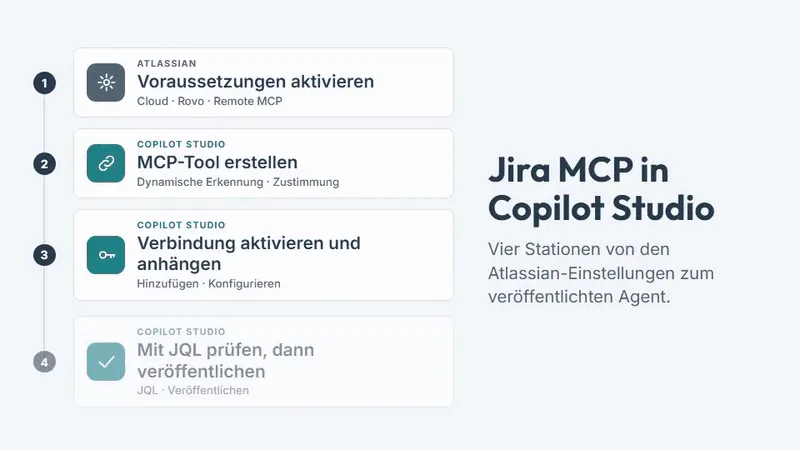 1
ATLASSIAN
Voraussetzungen aktivieren
Cloud · Rovo · Remote MCP
2
COPILOT STUDIO
MCP-Tool erstellen
Dynamische Erkennung · Zustimmung
3
COPILOT STUDIO
Verbindung aktivieren und
anhängen
Hinzufügen · Konfigurieren
4
COPILOT STUDIO
Mit JQL prüfen, dann
veröffentlichen
JQL · Veröffentlichen
Jira MCP in
Copilot Studio
Vier Stationen von den
Atlassian-Einstellungen zum
veröffentlichten Agent.